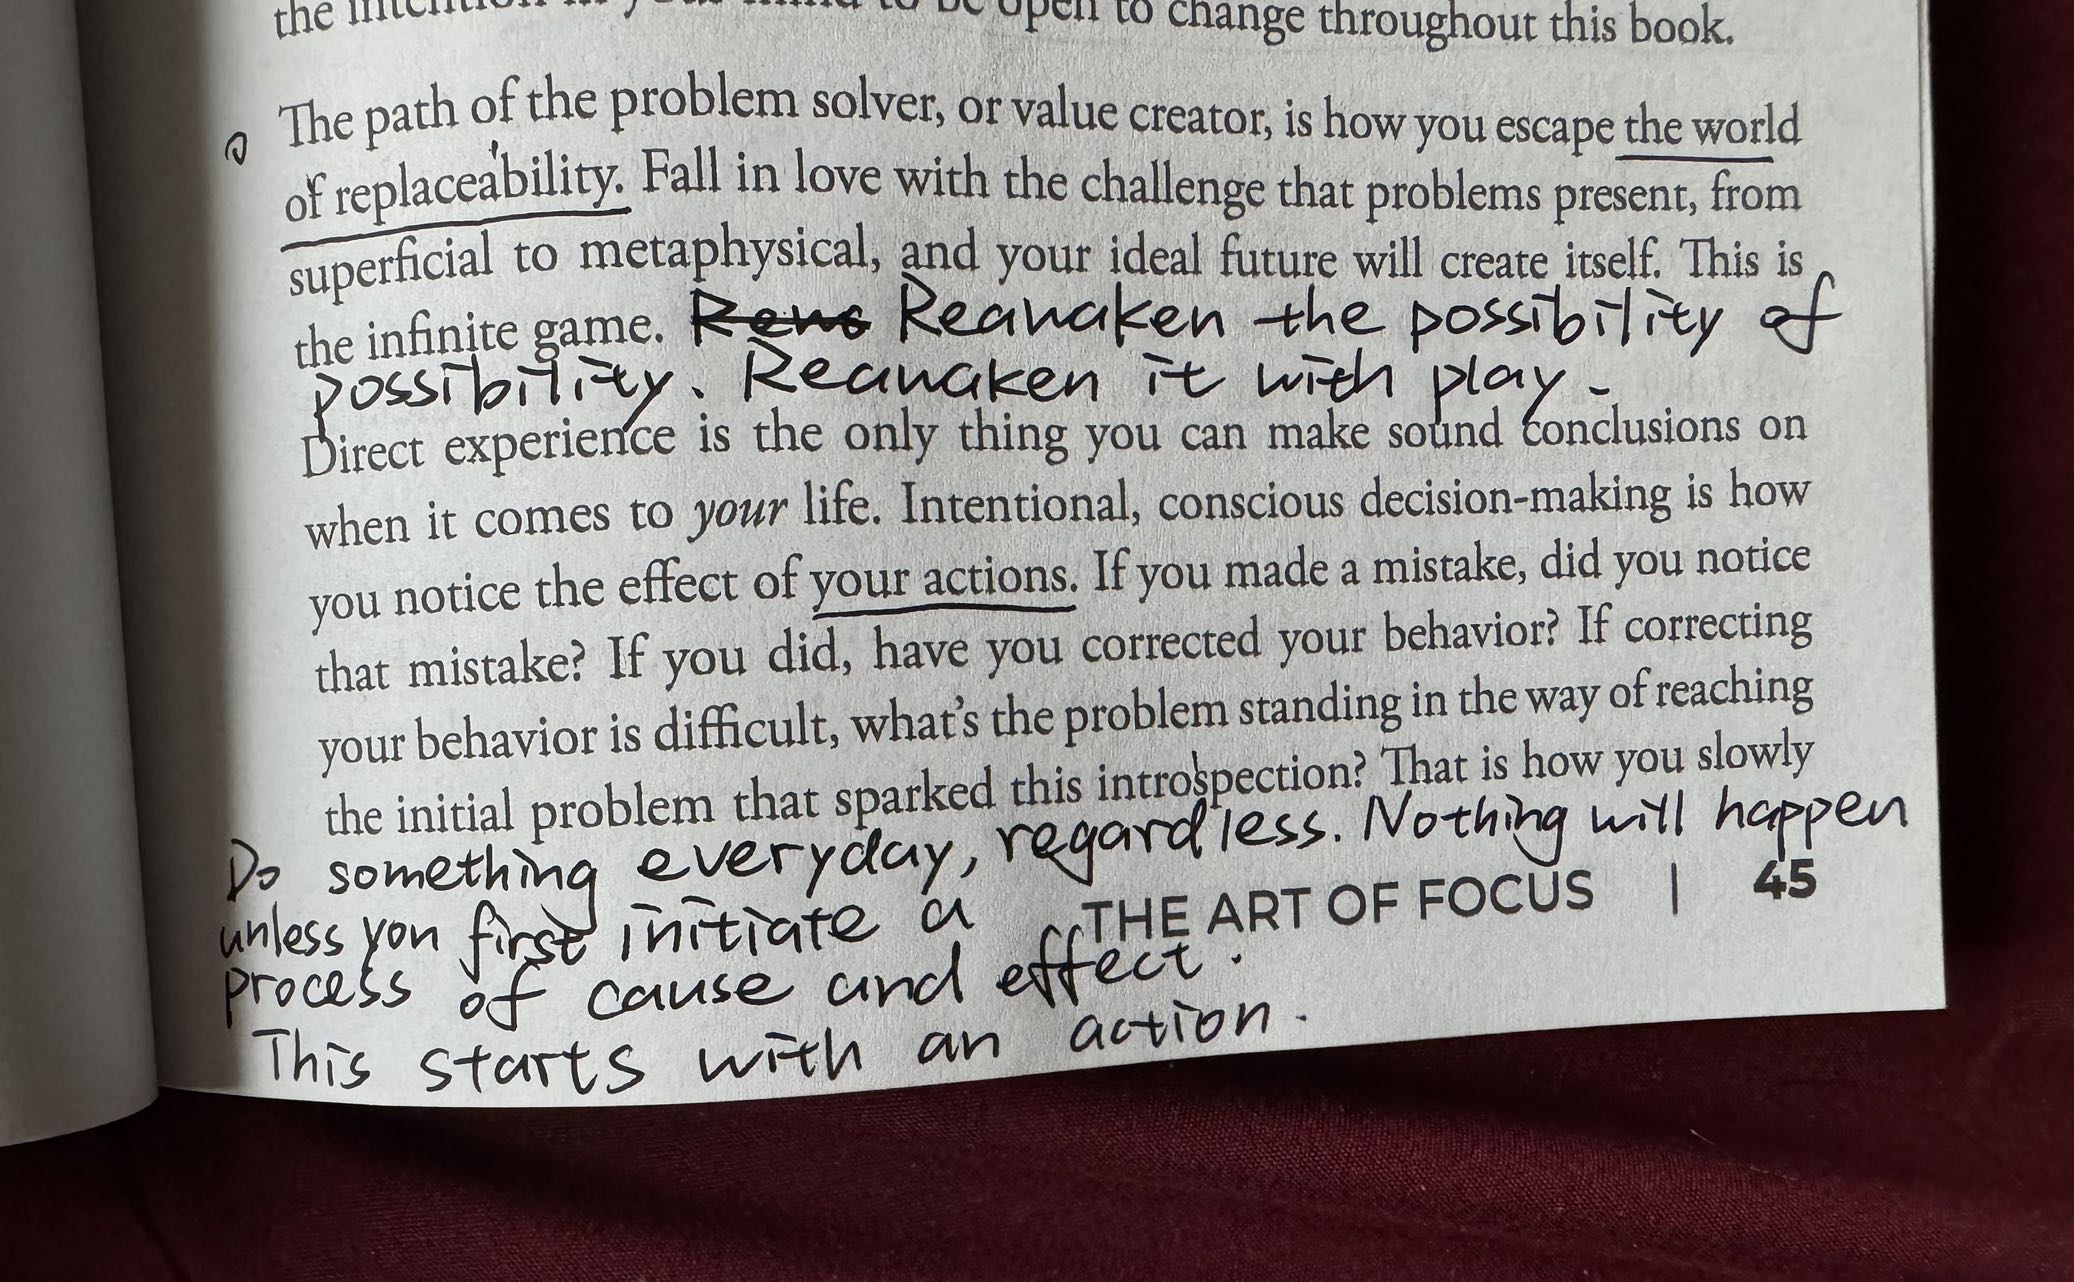 the intention in your mind to be open to change throughout this book.
The path of the problem solver, or value creator, is how you escape the world
of replaceability. Fall in love with the challenge that problems present, from
superficial to metaphysical, and your ideal future will create itself. This is
the infinite game. Reawaken the possibility of
possibility. Reawaken it with play.
Direct experience is the only thing you can make sound conclusions on
when it comes to your life. Intentional, conscious decision-making is how
you notice the effect of your actions. If you made a mistake, did you notice
that mistake? If you did, have you corrected your behavior? If correcting
your behavior is difficult, what's the problem standing in the way of reaching
the initial problem that sparked this introspection? That is how you slowly
Do something everyday, regardless. Nothing will happen
unless you first initiate a
process of cause and effect.
This starts with an action.
THE ART OF FOCUS | 45